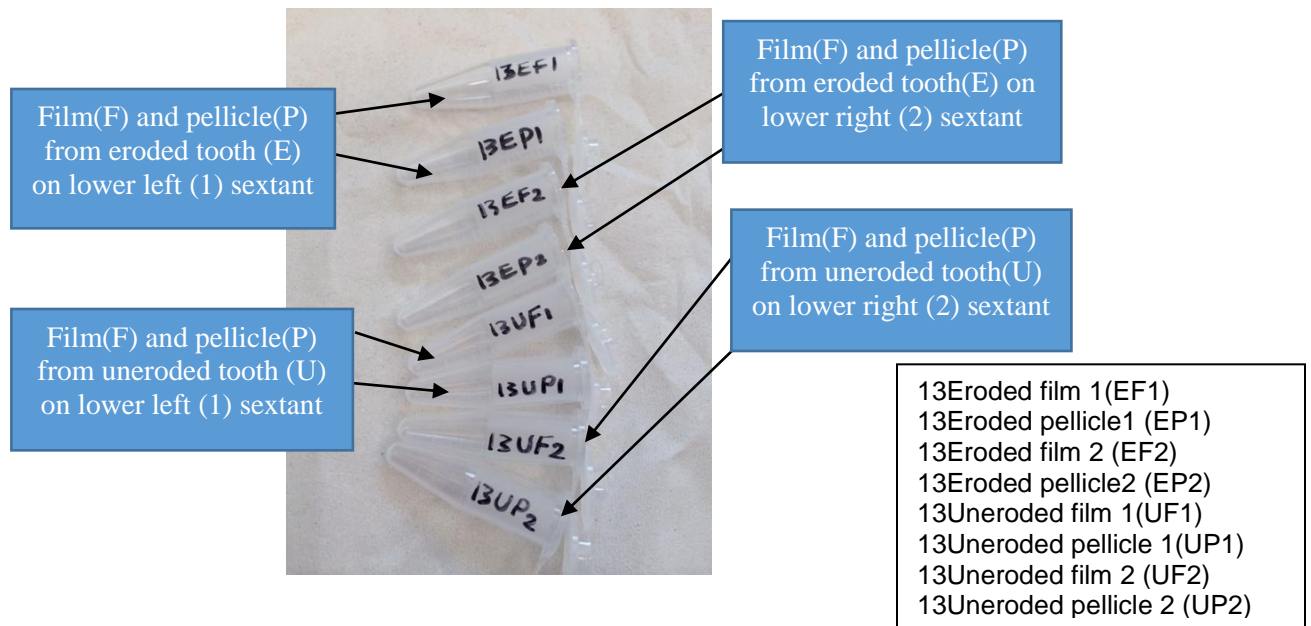 Film(F) and pellicle(P)
from eroded tooth (E)
on lower left (1) sextant
Film(F) and pellicle(P)
from eroded tooth(E) on
lower right (2) sextant
13EF1
13EP1
13EF2
13EP2
13UF1
13UP1
13UF2
13UP2
Film(F) and pellicle(P)
from uneroded tooth (U)
on lower left (1) sextant
Film(F) and pellicle(P)
from uneroded tooth(U)
on lower right (2) sextant
13Eroded film 1(EF1)
13Eroded pellicle1 (EP1)
13Eroded film 2 (EF2)
13Eroded pellicle2 (EP2)
13Uneroded film 1(UF1)
13Uneroded pellicle 1(UP1)
13Uneroded film 2 (UF2)
13Uneroded pellicle 2 (UP2)